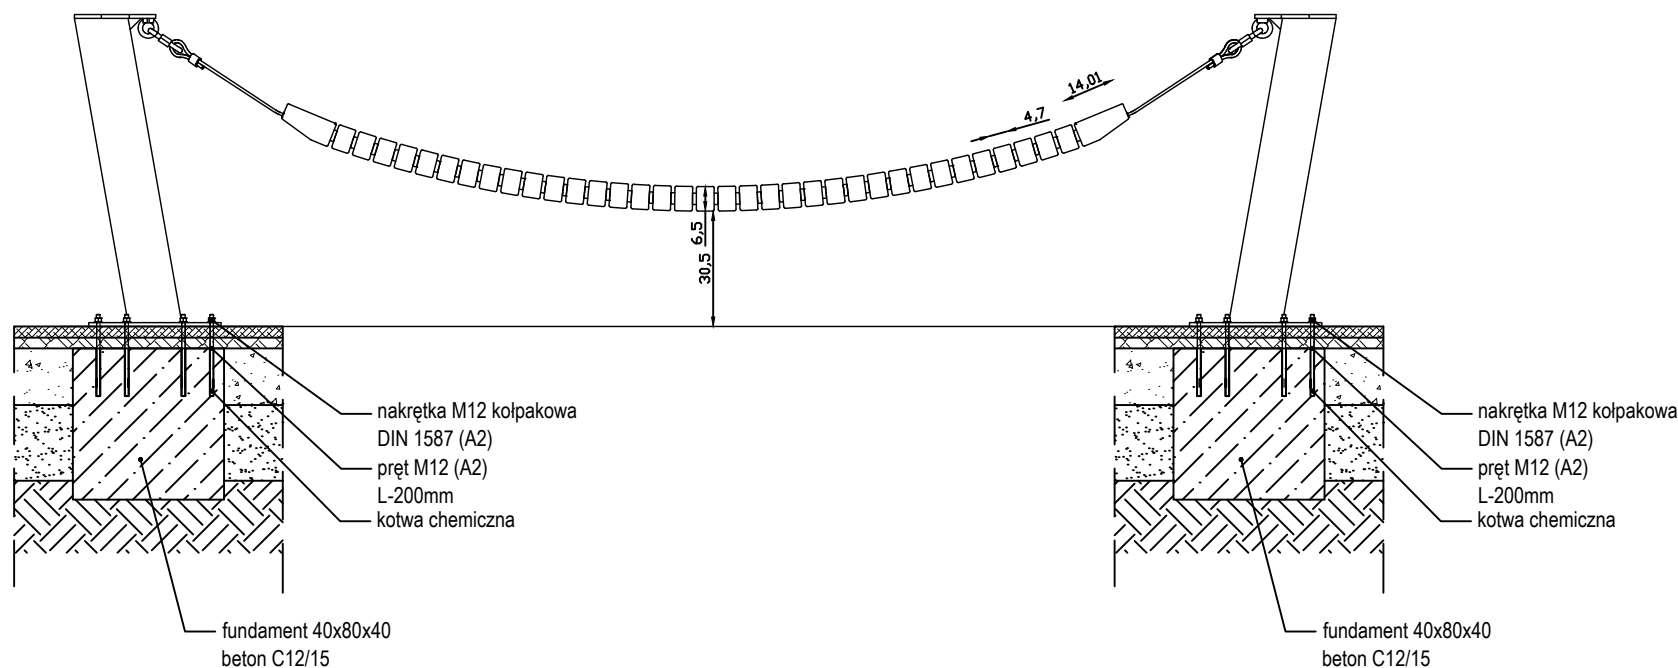 14,01
4,7
6,5
30,5
nakrętka M12 kołpakowa
DIN 1587 (A2)
pręt M12 (A2)
L-200mm
kotwa chemiczna
fundament 40x80x40
beton C12/15
nakrętka M12 kołpakowa
DIN 1587 (A2)
pręt M12 (A2)
L-200mm
kotwa chemiczna
fundament 40x80x40
beton C12/15